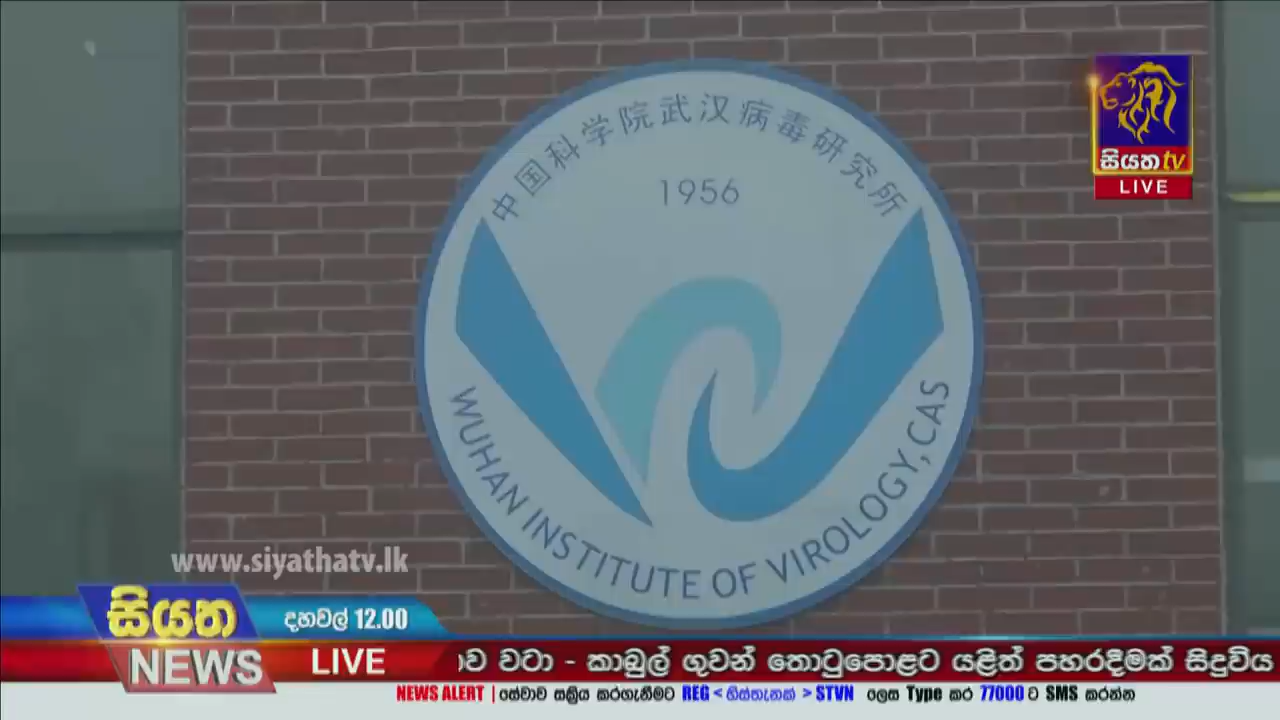 中国科学院武汉病毒研究所
1956
WUHAN INSTITUTE OF VIROLOGY, CAS
සියත tv
LIVE
www.siyathatv.lk
සියත
NEWS
දහවල් 12.00
LIVE
වටා - කාබුල් ගුවන් තොටුපොළට යළිත් පහරදීමක් සිදුවිය
NEWS ALERT | සේවාව සක්‍රිය කරගැනීමට REG < හිස්තැනක් > STVN ලෙස Type කර 77000 ට SMS කරන්න